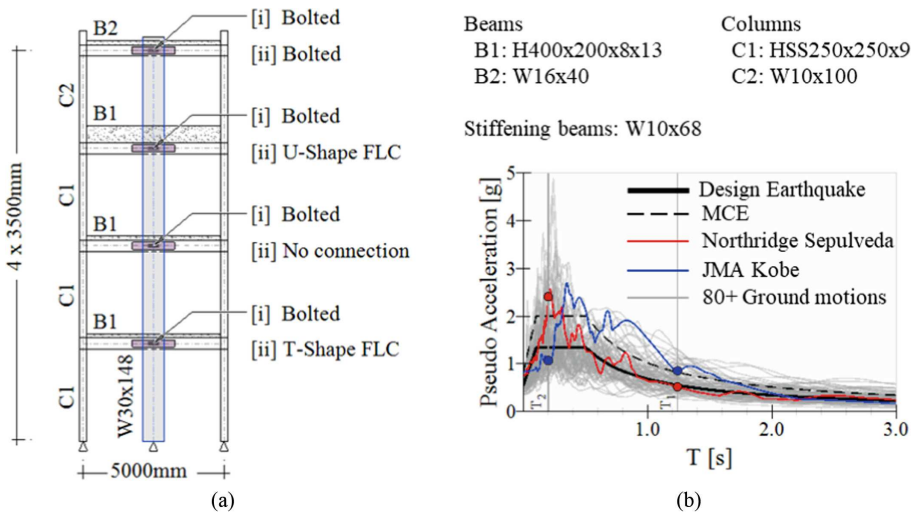 B2
[i] Bolted
[ii] Bolted
C2
B1
[i] Bolted
[ii] U-Shape FLC
C1
4 x 3500mm
B1
[i] Bolted
[ii] No connection
C1
B1
[i] Bolted
[ii] T-Shape FLC
C1
W30x148
5000mm
(a)
Beams
B1: H400x200x8x13
B2: W16x40
Columns
C1: HSS250x250x9
C2: W10x100
Stiffening beams: W10x68
Pseudo Acceleration [g]
5
4
3
2
1
0
Design Earthquake
MCE
Northridge Sepulveda
JMA Kobe
80+ Ground motions
T2
T1
1.0
2.0
3.0
T [s]
(b)